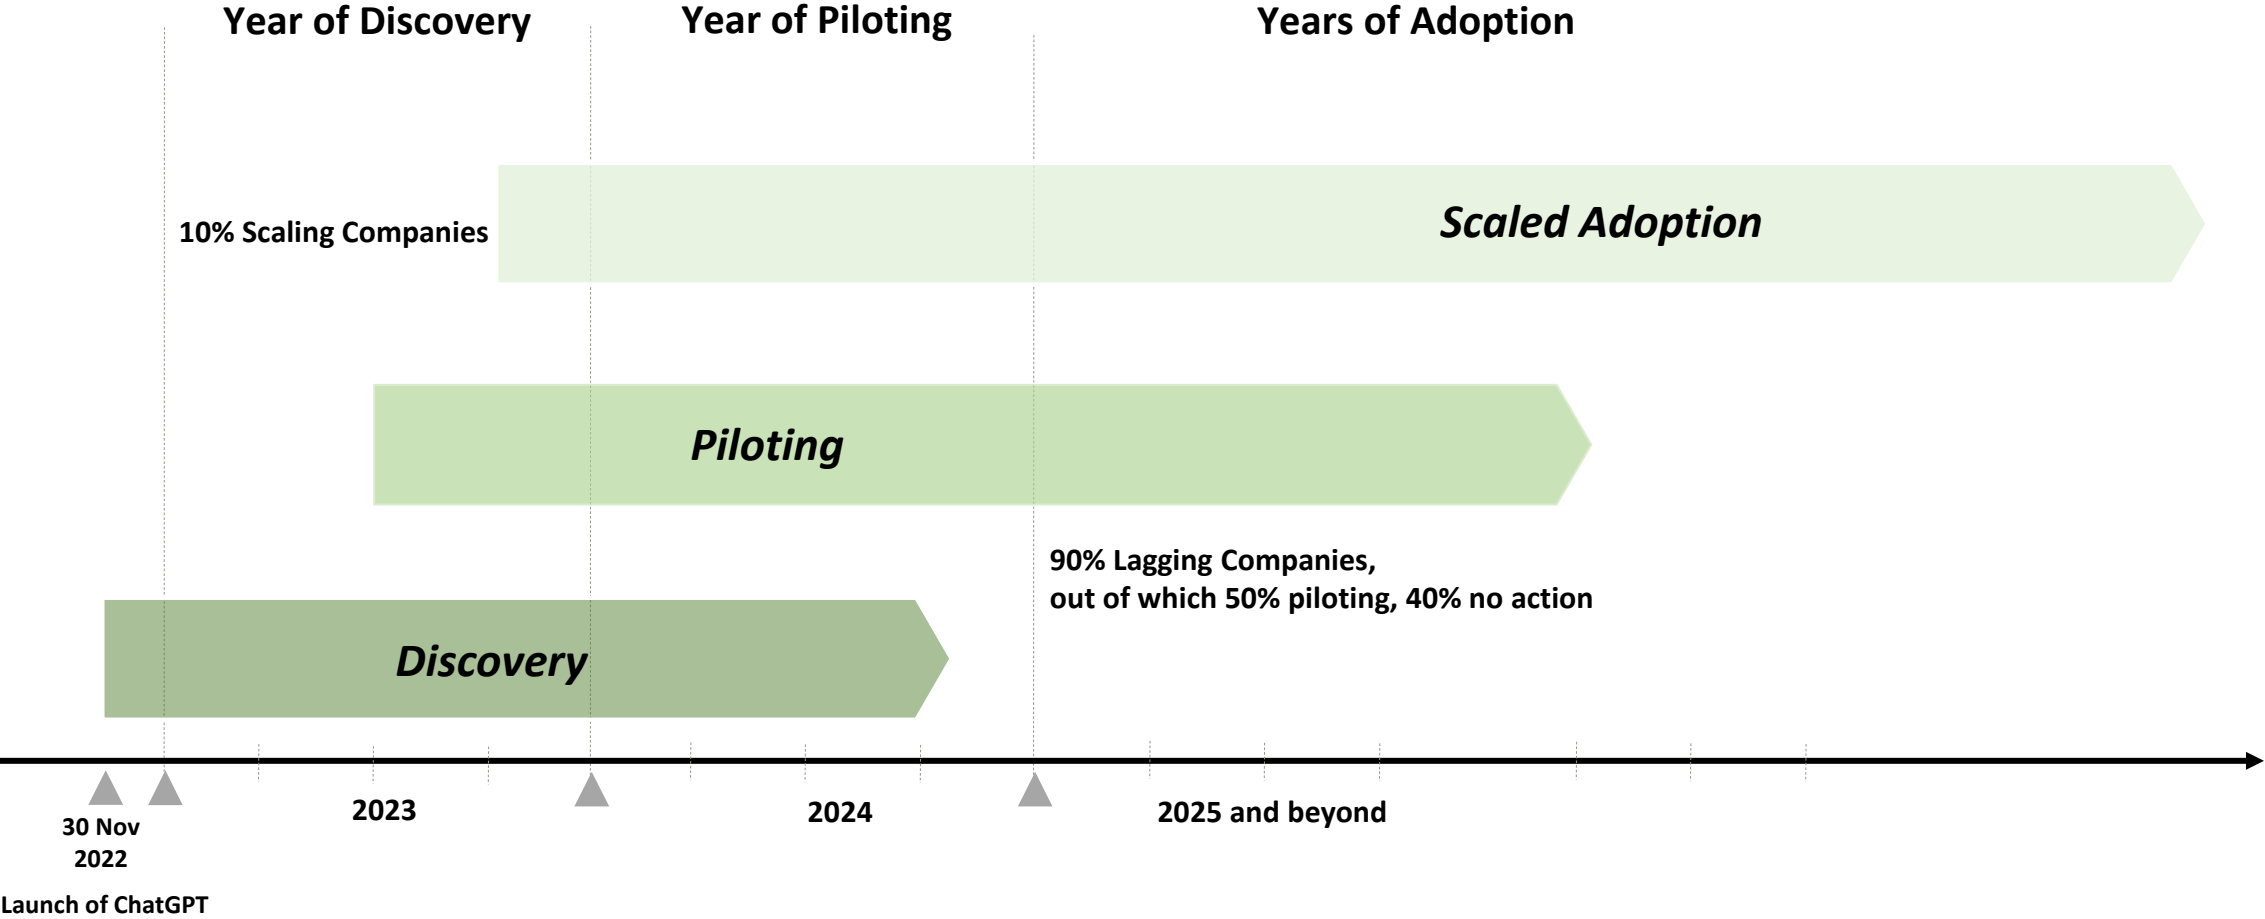 Year of Discovery
Year of Piloting
Years of Adoption
10% Scaling Companies
Scaled Adoption
Piloting
90% Lagging Companies,
out of which 50% piloting, 40% no action
Discovery
2023
2024
2025 and beyond
30 Nov
2022
Launch of ChatGPT